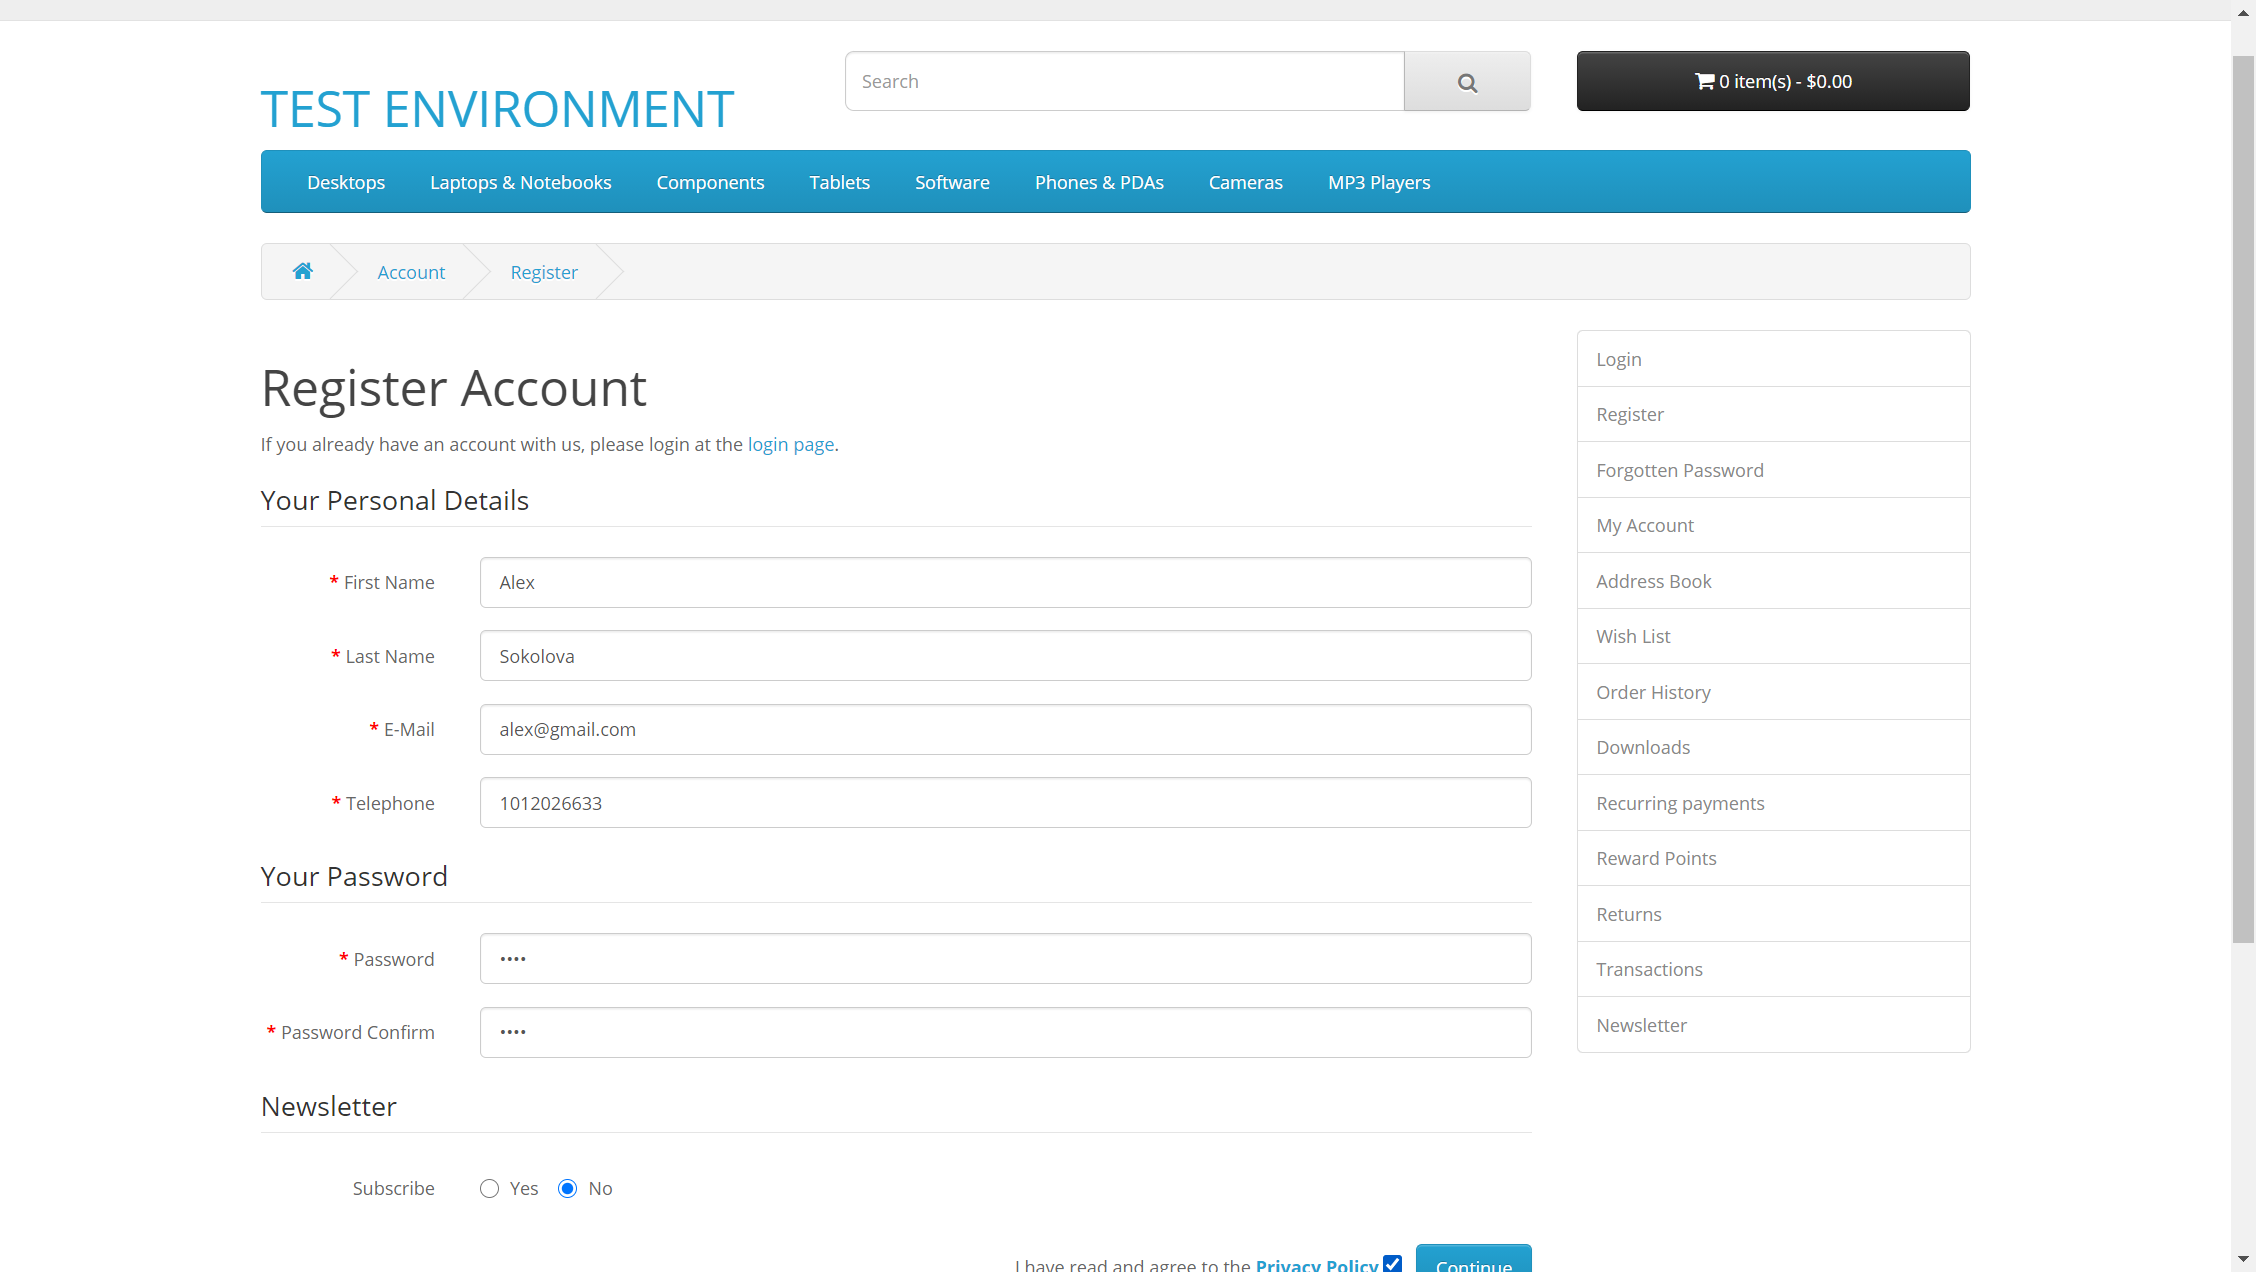 TEST ENVIRONMENT
Search
0 item(s) - $0.00
Desktops Laptops & Notebooks Components Tablets Software Phones & PDAs Cameras MP3 Players
Account Register
Register Account
If you already have an account with us, please login at the login page.
Your Personal Details
* First Name Alex
* Last Name Sokolova
* E-Mail alex@gmail.com
* Telephone 1012026633
Your Password
* Password ••••
* Password Confirm ••••
Newsletter
Subscribe Yes No
I have read and agree to the Privacy Policy Continue
Login
Register
Forgotten Password
My Account
Address Book
Wish List
Order History
Downloads
Recurring payments
Reward Points
Returns
Transactions
Newsletter